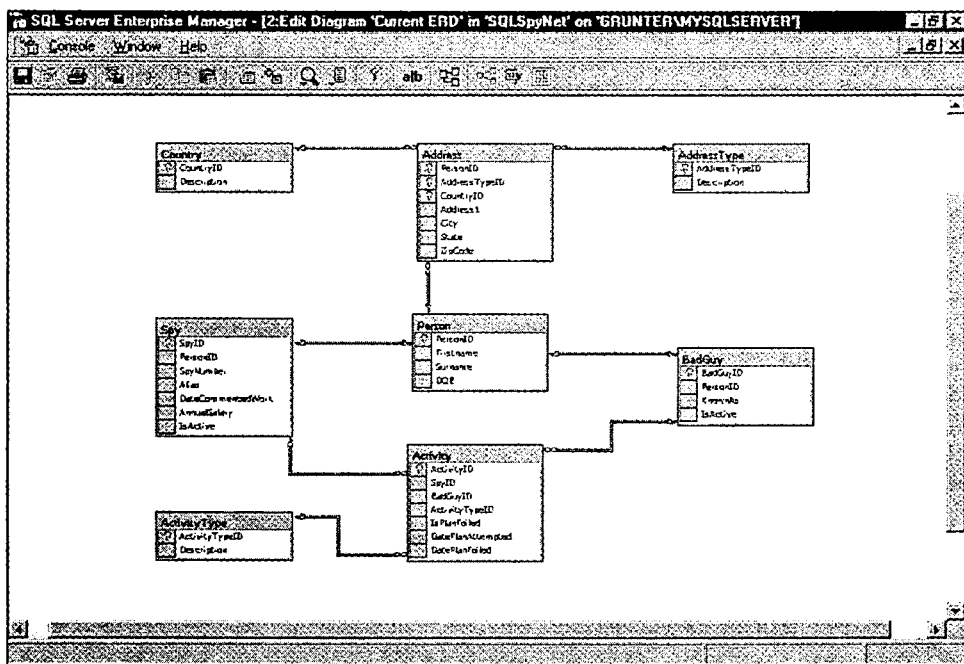 SQL Server Enterprise Manager - [2:Edit Diagram 'Current ERD' in 'SQLSpyNet' on 'GRUNTER\MYSQLSERVER']
Console Window Help
Country
CountryID
Description
Address
PersonID
AddressTypeID
CountryID
Address1
City
State
ZipCode
AddressType
AddressTypeID
Description
Spy
SpyID
PersonID
SpyNumber
Alias
DateCommencedWork
AnnualSalary
IsActive
Person
PersonID
Firstname
Surname
DOB
BadGuy
BadGuyID
PersonID
KnownAs
IsActive
Activity
ActivityID
SpyID
BadGuyID
ActivityTypeID
IsPlanFoiled
DatePlanAttempted
DatePlanFoiled
ActivityType
ActivityTypeID
Description